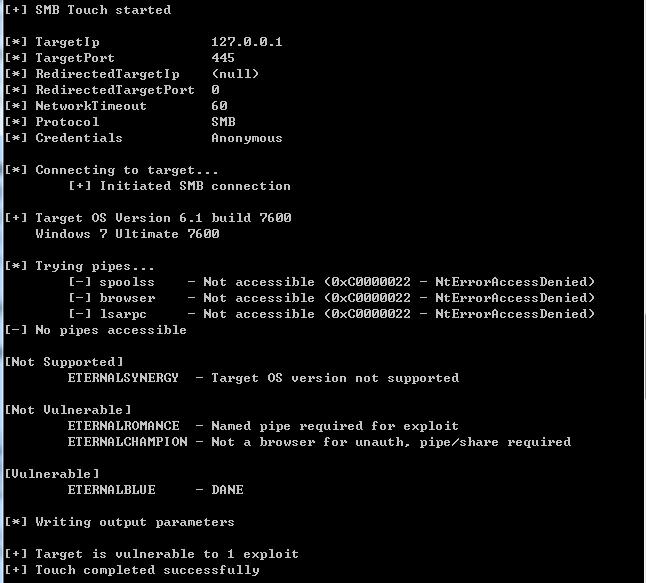 [+] SMB Touch started
[*] TargetIp 127.0.0.1
[*] TargetPort 445
[*] RedirectedTargetIp (null)
[*] RedirectedTargetPort 0
[*] NetworkTimeout 60
[*] Protocol SMB
[*] Credentials Anonymous
[*] Connecting to target...
[+] Initiated SMB connection
[+] Target OS Version 6.1 build 7600
Windows 7 Ultimate 7600
[*] Trying pipes...
[-] spoolss - Not accessible (0xC0000022 - NtErrorAccessDenied)
[-] browser - Not accessible (0xC0000022 - NtErrorAccessDenied)
[-] lsarpc - Not accessible (0xC0000022 - NtErrorAccessDenied)
[-] No pipes accessible
[Not Supported]
ETERNALSYNERGY - Target OS version not supported
[Not Vulnerable]
ETERNALROMANCE - Named pipe required for exploit
ETERNALCHAMPION - Not a browser for unauth, pipe/share required
[Vulnerable]
ETERNALBLUE - DANE
[*] Writing output parameters
[+] Target is vulnerable to 1 exploit
[+] Touch completed successfully